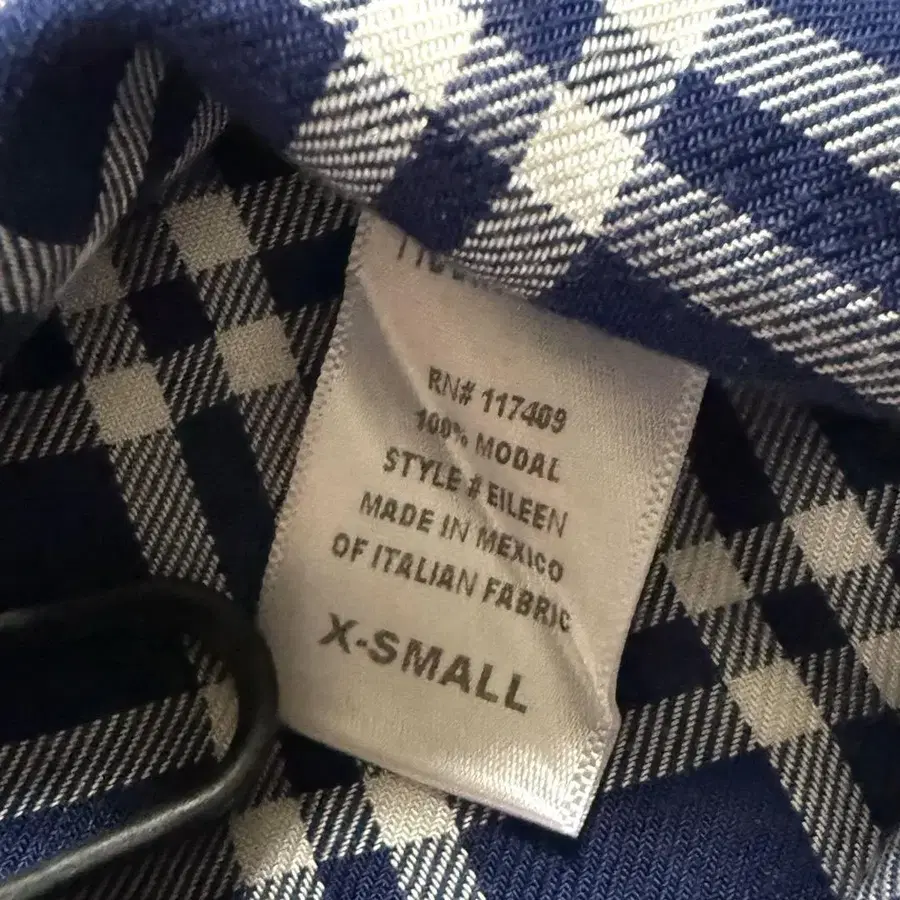 RN# 117409
100% MODAL
STYLE # EILEEN
MADE IN MEXICO
OF ITALIAN FABRIC
X-SMALL